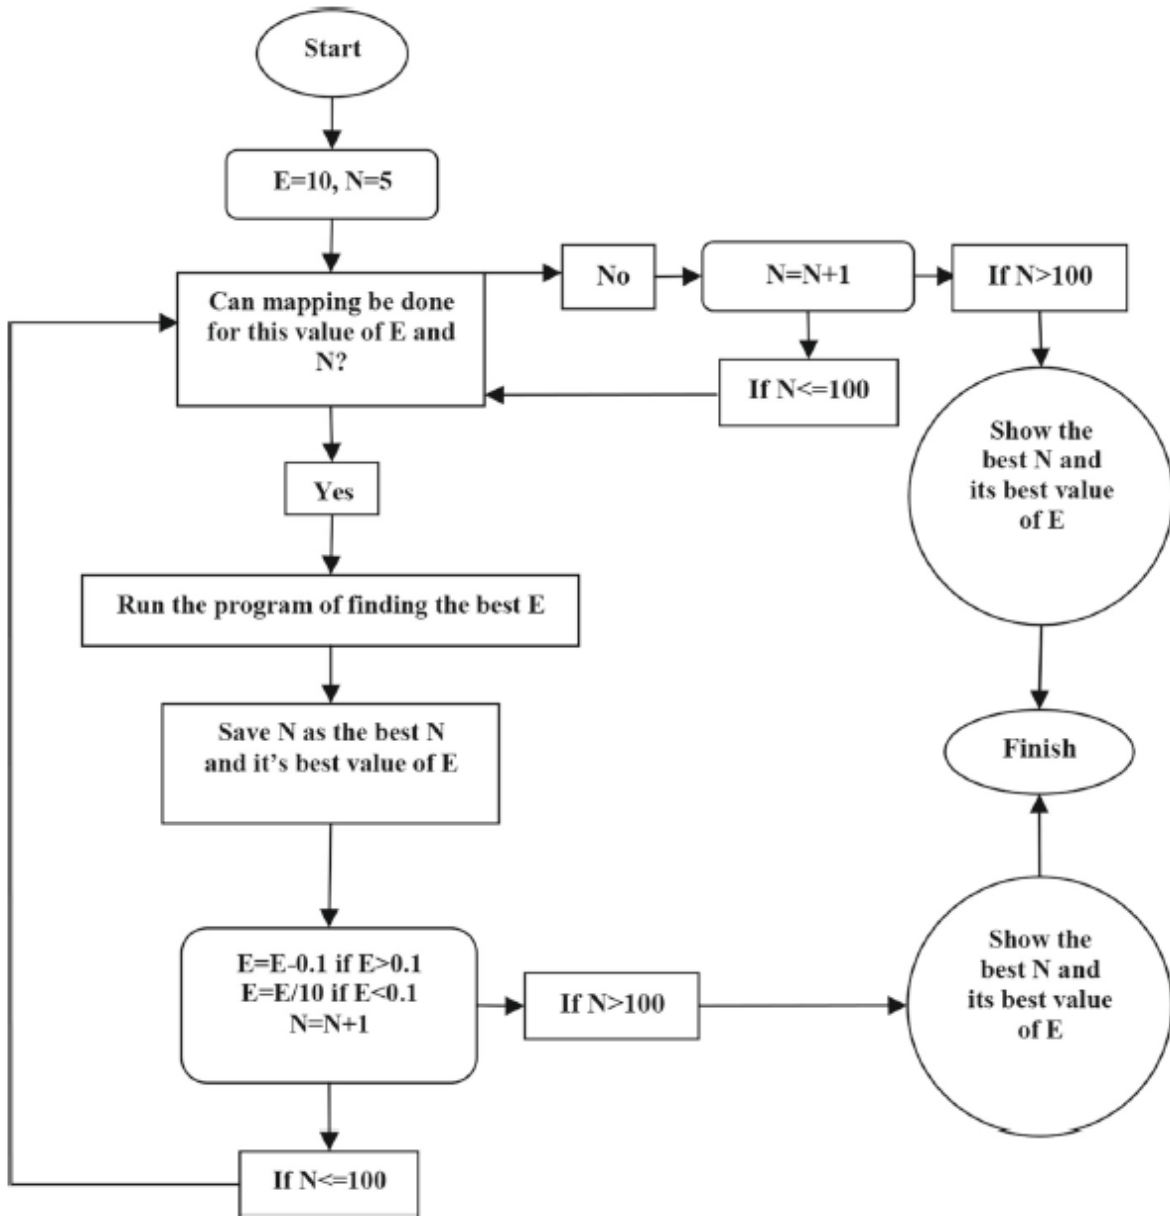 Start
E=10, N=5
Can mapping be done
for this value of E and
N?
No
N=N+1
If N>100
If N<=100
Show the
best N and
its best value
of E
Yes
Run the program of finding the best E
Save N as the best N
and it's best value of E
Finish
E=E-0.1 if E>0.1
E=E/10 if E<0.1
N=N+1
If N>100
Show the
best N and
its best value
of E
If N<=100